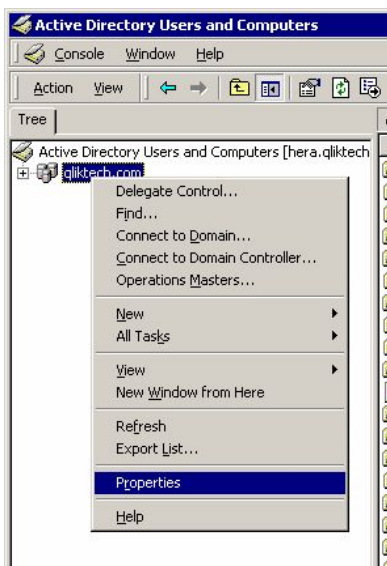 Active Directory Users and Computers
Console Window Help
Action View
Tree
Active Directory Users and Computers [hera.qliktech
qliktech.com
Delegate Control...
Find...
Connect to Domain...
Connect to Domain Controller...
Operations Masters...
New
All Tasks
View
New Window from Here
Refresh
Export List...
Properties
Help